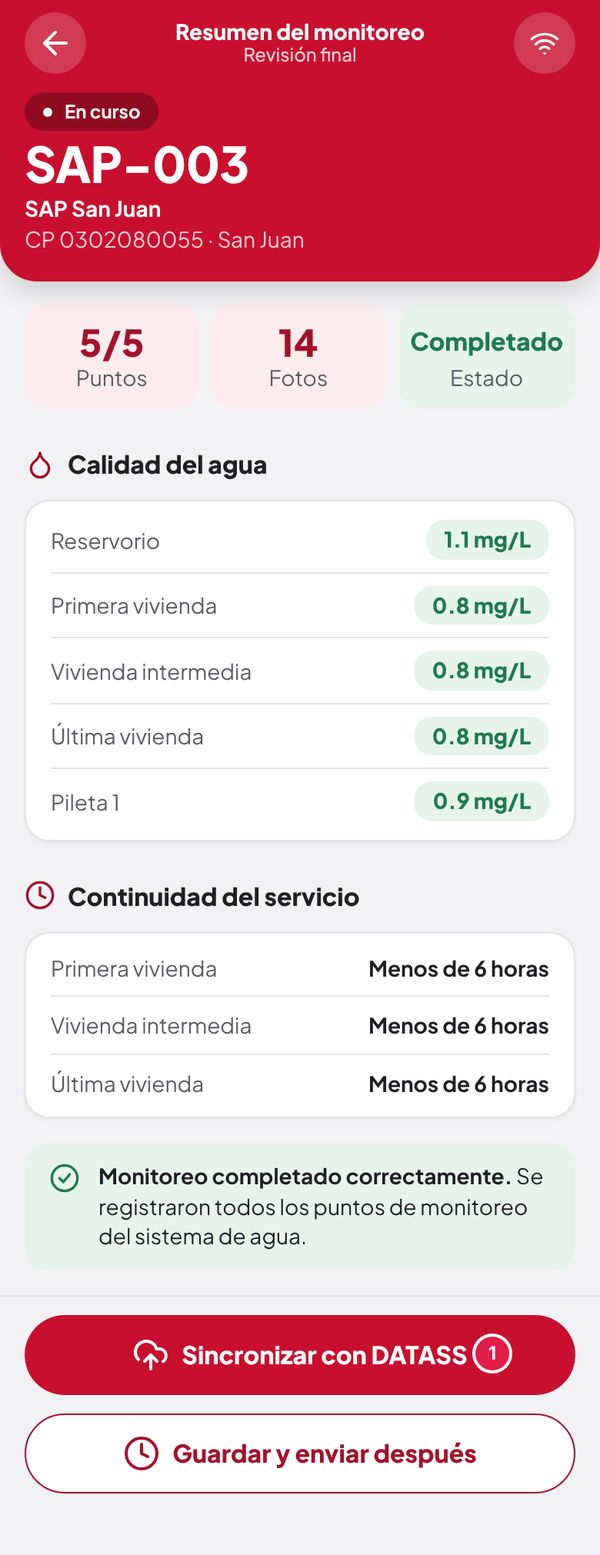 Resumen del monitoreo
Revisión final
En curso
SAP-003
SAP San Juan
CP 0302080055 · San Juan
5/5
Puntos
14
Fotos
Completado
Estado
Calidad del agua
Reservorio 1.1 mg/L
Primera vivienda 0.8 mg/L
Vivienda intermedia 0.8 mg/L
Última vivienda 0.8 mg/L
Pileta 1 0.9 mg/L
Continuidad del servicio
Primera vivienda Menos de 6 horas
Vivienda intermedia Menos de 6 horas
Última vivienda Menos de 6 horas
Monitoreo completado correctamente. Se
registraron todos los puntos de monitoreo
del sistema de agua.
Sincronizar con DATASS 1
Guardar y enviar después